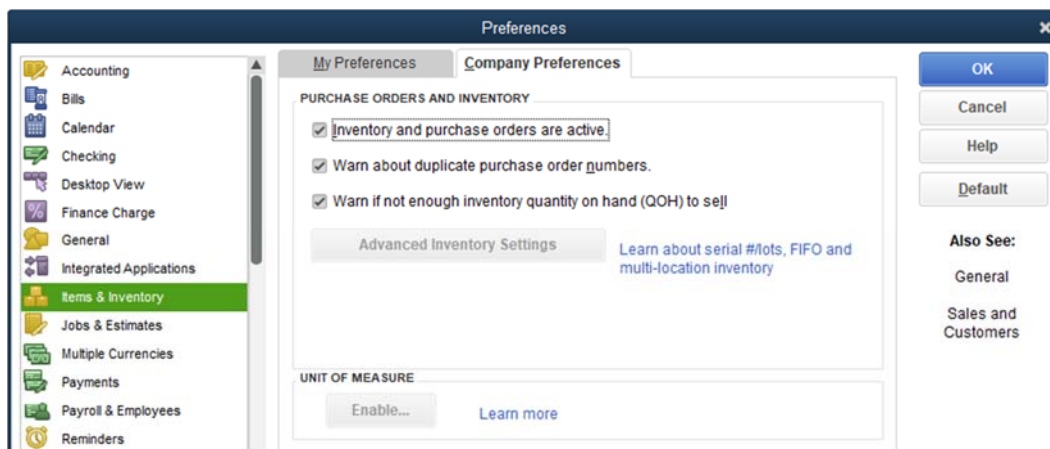 Preferences
Accounting
Bills
Calendar
Checking
Desktop View
Finance Charge
General
Integrated Applications
Items & Inventory
Jobs & Estimates
Multiple Currencies
Payments
Payroll & Employees
Reminders
My Preferences
Company Preferences
PURCHASE ORDERS AND INVENTORY
Inventory and purchase orders are active.
Warn about duplicate purchase order numbers.
Warn if not enough inventory quantity on hand (QOH) to sell
Advanced Inventory Settings
Learn about serial #/lots, FIFO and
multi-location inventory
UNIT OF MEASURE
Enable...
Learn more
OK
Cancel
Help
Default
Also See:
General
Sales and
Customers